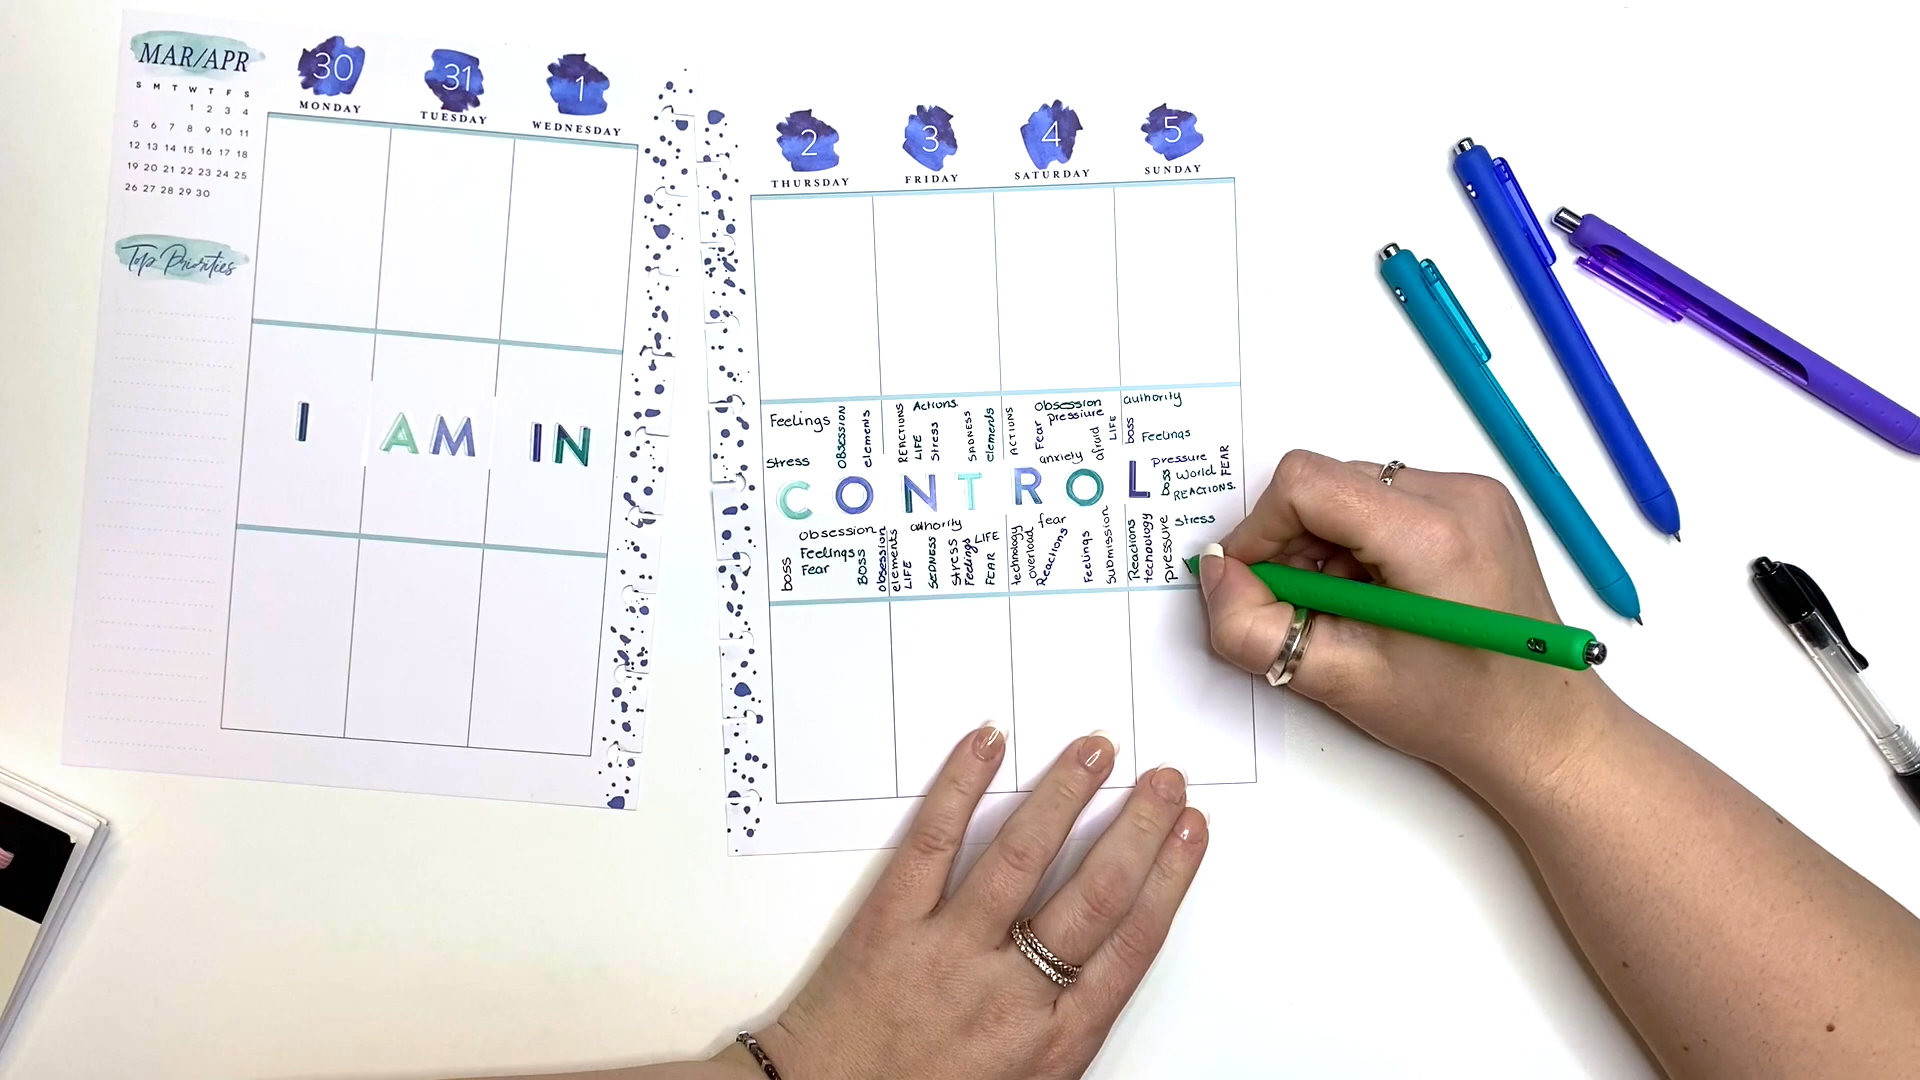 MAR/APR
S M T W T F S
1 2 3 4
5 6 7 8 9 10 11
12 13 14 15 16 17 18
19 20 21 22 23 24 25
26 27 28 29 30
Top Priorities
30
MONDAY
31
TUESDAY
1
WEDNESDAY
I AM IN
2
THURSDAY
3
FRIDAY
4
SATURDAY
5
SUNDAY
Feelings
stress
OBSESSION
elements
REACTIONS
LIFE
Actions.
Stress
SADNESS
elements
ACTIONS
obsession
Fear
pressure
afraid
LIFE
anxiety
authority
boss
Feelings
pressure
World
FEAR
REACTIONS.
CONTROL
obsession
boss
Feelings
Fear
BOSS
obsession
elements
LIFE
authority
SEDNESS
STRESS
Feelings
LIFE
FEAR
technology
overload
fear
Reactions
Feelings
Submission
Reactions
technology
pressure
stress